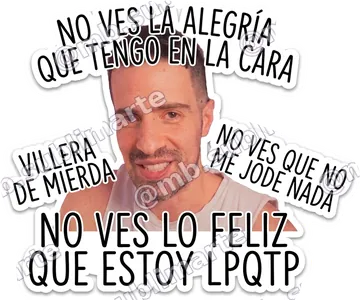 NO VES LA ALEGRÍA
QUE TENGO EN LA CARA
VILLERA
DE MIERDA
NO VES QUE NO
ME JODE NADA
NO VES LO FELIZ
QUE ESTOY LPQTP